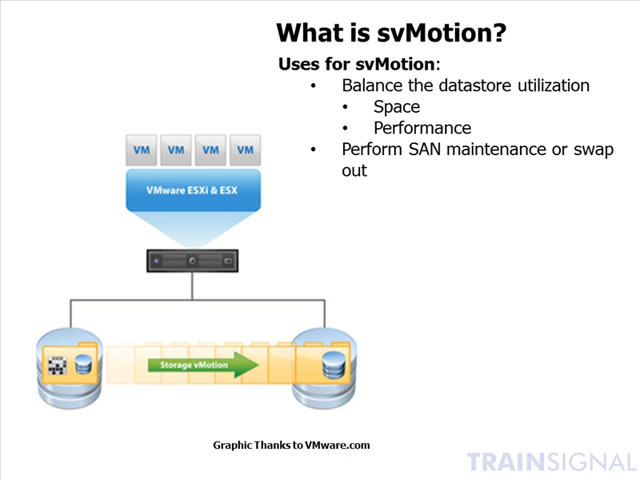 What is svMotion?
Uses for svMotion:
• Balance the datastore utilization
• Space
• Performance
• Perform SAN maintenance or swap
out
VM VM VM VM
VMware ESXi & ESX
Storage vMotion
Graphic Thanks to VMware.com
TRAINSIGNAL